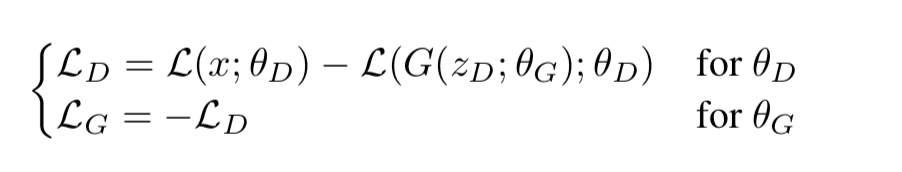 ℒ_D = ℒ(x; θ_D) − ℒ(G(z_D; θ_G); θ_D) for θ_D
ℒ_G = −ℒ_D for θ_G